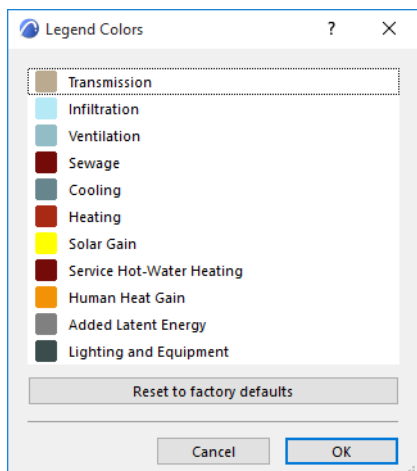 Legend Colors ?
Transmission
Infiltration
Ventilation
Sewage
Cooling
Heating
Solar Gain
Service Hot-Water Heating
Human Heat Gain
Added Latent Energy
Lighting and Equipment
Reset to factory defaults
Cancel OK